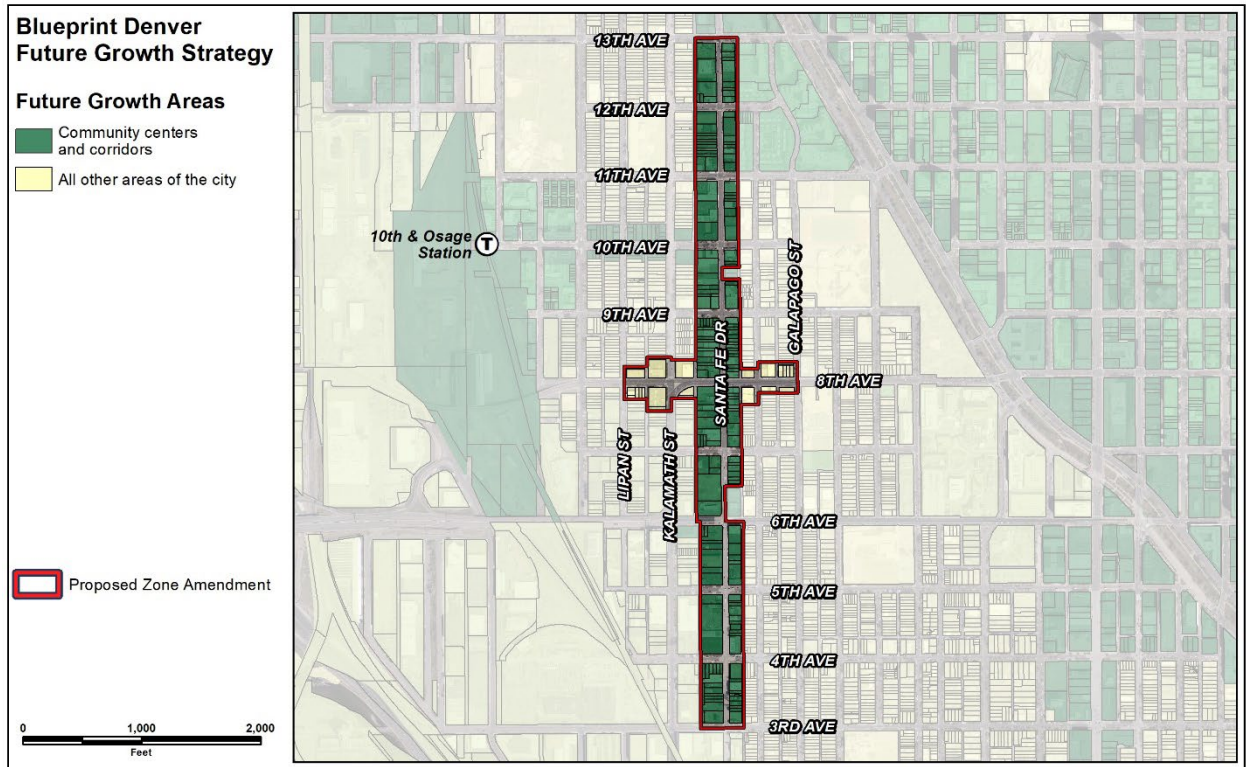 Blueprint Denver
Future Growth Strategy
Future Growth Areas
Community centers
and corridors
All other areas of the city
Proposed Zone Amendment
0 1,000 2,000
Feet
13TH AVE
12TH AVE
11TH AVE
10th & Osage
Station
T
10TH AVE
GALAPAGO ST
9TH AVE
SANTA FE DR
8TH AVE
LIPAN ST
KALAMATH ST
6TH AVE
5TH AVE
4TH AVE
3RD AVE